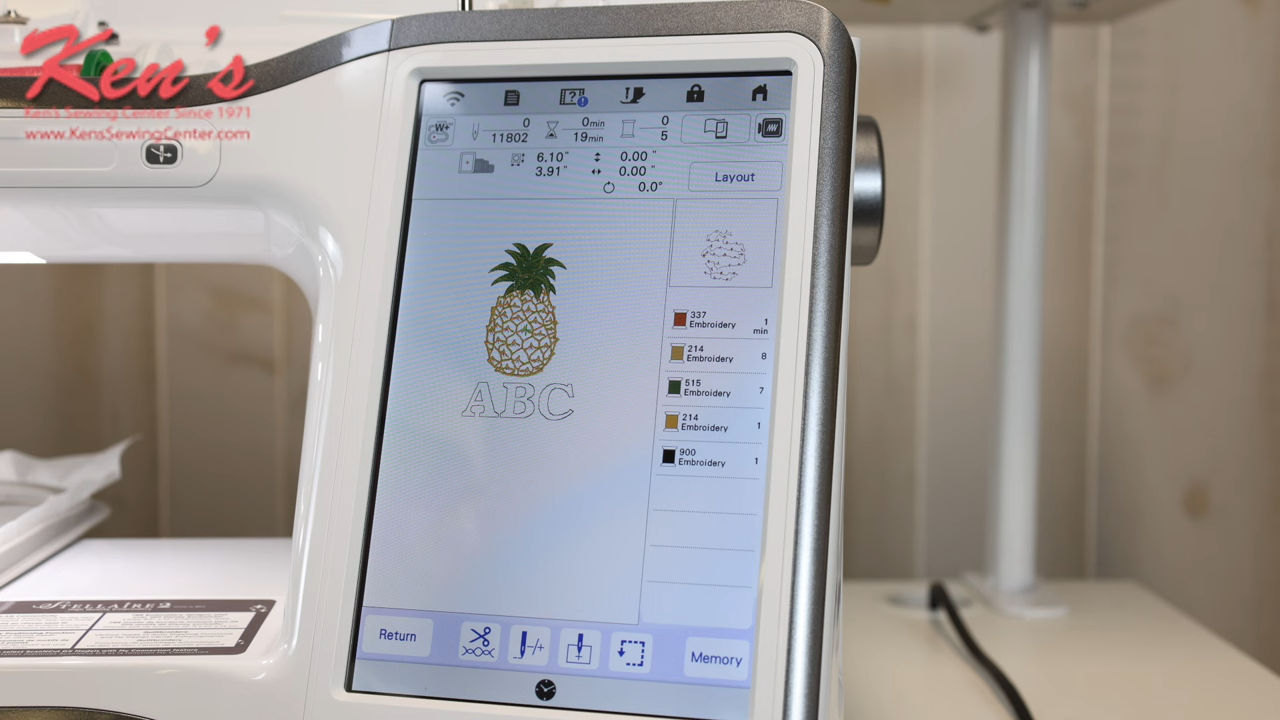 Ken's
Ken's Sewing Center Since 1971
www.KensSewingCenter.com
W+
0
11802
0min
19min
0
5
6.10"
3.91"
0.00 "
0.00 "
0.0°
Layout
ABC
337
Embroidery
1
min
214
Embroidery
8
515
Embroidery
7
214
Embroidery
1
900
Embroidery
1
Return
-/+
Memory
STELLAIRE2